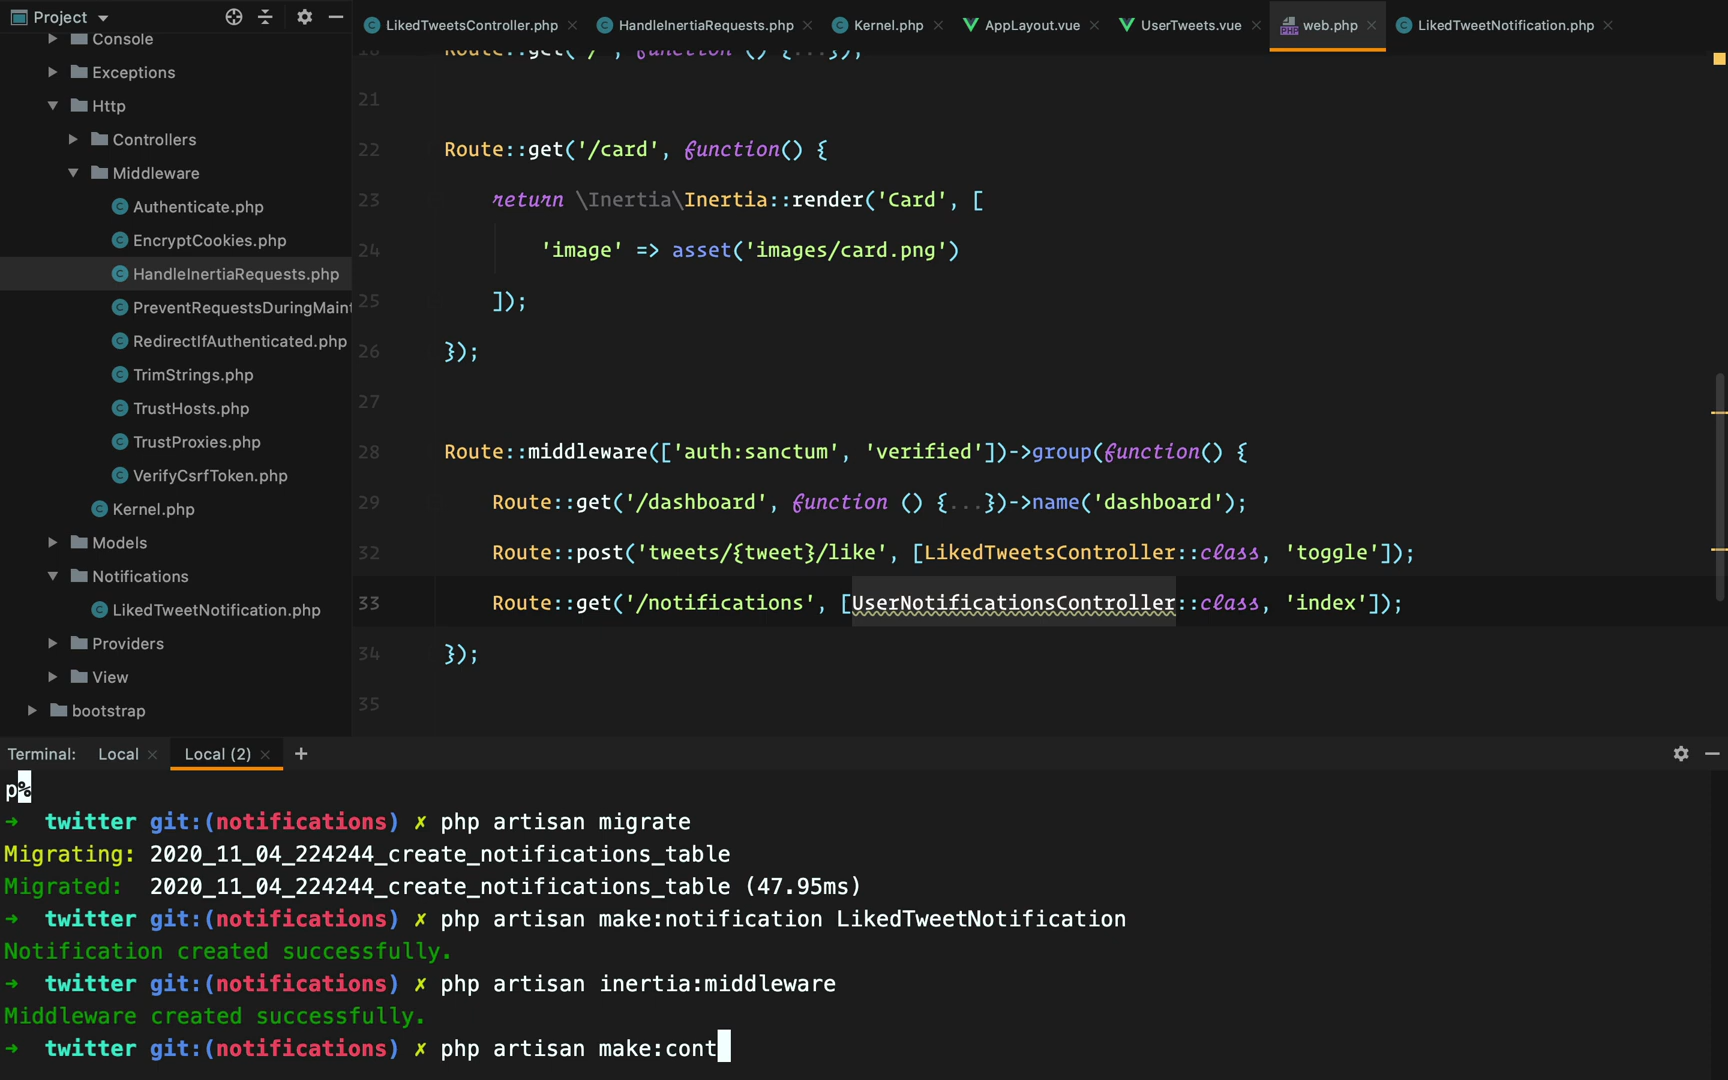 Project
LikedTweetsController.php
HandleInertiaRequests.php
Kernel.php
AppLayout.vue
UserTweets.vue
web.php
LikedTweetNotification.php
Console
Exceptions
Http
Controllers
Middleware
Authenticate.php
EncryptCookies.php
HandleInertiaRequests.php
PreventRequestsDuringMaint
RedirectIfAuthenticated.php
TrimStrings.php
TrustHosts.php
TrustProxies.php
VerifyCsrfToken.php
Kernel.php
Models
Notifications
LikedTweetNotification.php
Providers
View
bootstrap
18 Route::get('/', function () {...});
21
22 Route::get('/card', function() {
23 return \Inertia\Inertia::render('Card', [
24 'image' => asset('images/card.png')
25 ]);
26 });
27
28 Route::middleware(['auth:sanctum', 'verified'])->group(function() {
29 Route::get('/dashboard', function () {...})->name('dashboard');
32 Route::post('tweets/{tweet}/like', [LikedTweetsController::class, 'toggle']);
33 Route::get('/notifications', [UserNotificationsController::class, 'index']);
34 });
35
Terminal: Local Local (2) +
p%
→ twitter git:(notifications) ✗ php artisan migrate
Migrating: 2020_11_04_224244_create_notifications_table
Migrated: 2020_11_04_224244_create_notifications_table (47.95ms)
→ twitter git:(notifications) ✗ php artisan make:notification LikedTweetNotification
Notification created successfully.
→ twitter git:(notifications) ✗ php artisan inertia:middleware
Middleware created successfully.
→ twitter git:(notifications) ✗ php artisan make:cont